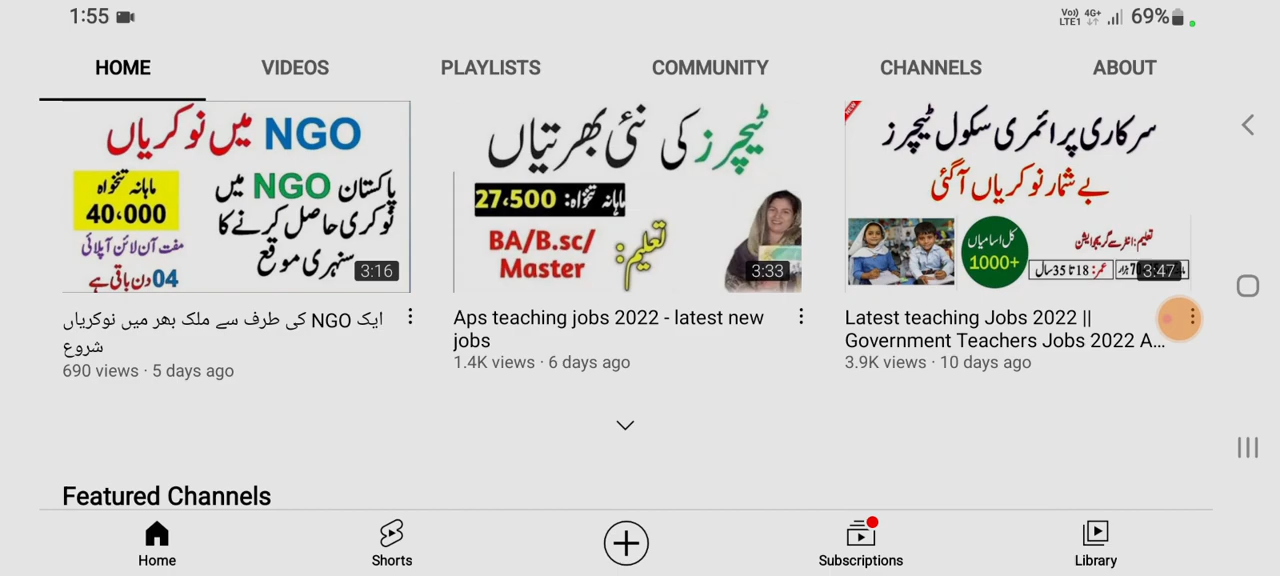 1:55
Vo)) 4G+
LTE1
69%
HOME VIDEOS PLAYLISTS COMMUNITY CHANNELS ABOUT
NGO میں نوکریاں
پاکستان NGO میں
نوکری حاصل کرنے کا
سنہری موقع
ماہانہ تنخواہ
40،000
مفت آن لائن آپلائی
04 دن باقی ہے
3:16
ایک NGO کی طرف سے ملک بھر میں نوکریاں
شروع
690 views · 5 days ago
ٹیچرز کی نئی بھرتیاں
ماہانہ تنخواہ: 27،500
تعلیم:
BA/B.sc/
Master
3:33
Aps teaching jobs 2022 - latest new
jobs
1.4K views · 6 days ago
سرکاری پرائمری سکول ٹیچرز
بے شمار نوکریاں آگئی
کل اسامیاں
1000+
تعلیم: انٹر سے گریجوایشن
عمر: 18 تا 35 سال
3:47
Latest teaching Jobs 2022 ||
Government Teachers Jobs 2022 A...
3.9K views · 10 days ago
Featured Channels
Home Shorts Subscriptions Library